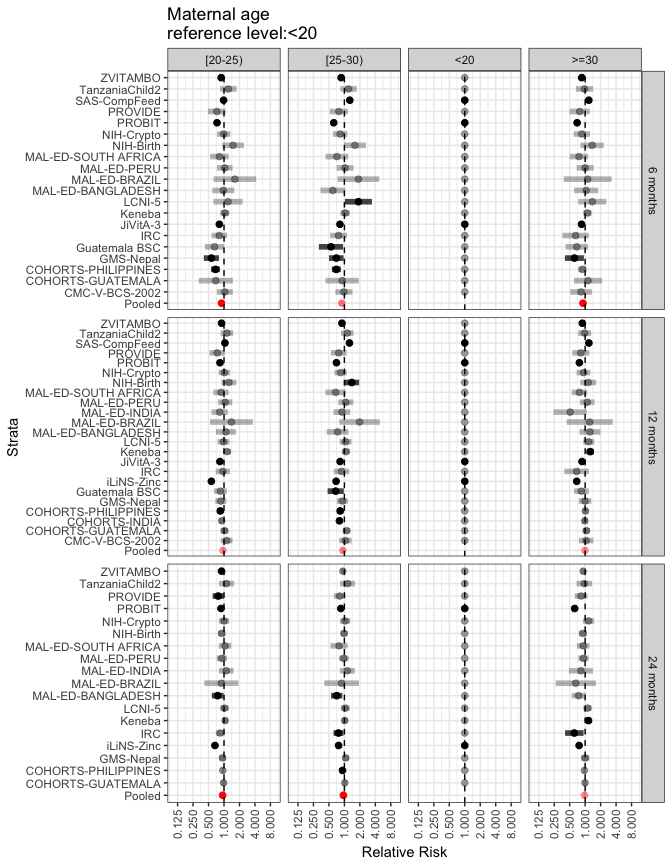 Maternal age
reference level:<20
[20-25)
[25-30)
<20
>=30
ZVITAMBO
TanzaniaChild2
SAS-CompFeed
PROVIDE
PROBIT
NIH-Crypto
NIH-Birth
MAL-ED-SOUTH AFRICA
MAL-ED-PERU
MAL-ED-BRAZIL
MAL-ED-BANGLADESH
LCNI-5
Keneba
JiVitA-3
IRC
Guatemala BSC
GMS-Nepal
COHORTS-PHILIPPINES
COHORTS-GUATEMALA
CMC-V-BCS-2002
Pooled
6 months
ZVITAMBO
TanzaniaChild2
SAS-CompFeed
PROVIDE
PROBIT
NIH-Crypto
NIH-Birth
MAL-ED-SOUTH AFRICA
MAL-ED-PERU
MAL-ED-INDIA
MAL-ED-BRAZIL
MAL-ED-BANGLADESH
LCNI-5
Keneba
JiVitA-3
IRC
iLiNS-Zinc
Guatemala BSC
GMS-Nepal
COHORTS-PHILIPPINES
COHORTS-INDIA
COHORTS-GUATEMALA
CMC-V-BCS-2002
Pooled
12 months
ZVITAMBO
TanzaniaChild2
PROVIDE
PROBIT
NIH-Crypto
NIH-Birth
MAL-ED-SOUTH AFRICA
MAL-ED-PERU
MAL-ED-INDIA
MAL-ED-BRAZIL
MAL-ED-BANGLADESH
LCNI-5
Keneba
IRC
iLiNS-Zinc
GMS-Nepal
COHORTS-PHILIPPINES
COHORTS-GUATEMALA
Pooled
24 months
Strata
0.125
0.250
0.500
1.000
2.000
4.000
8.000
0.125
0.250
0.500
1.000
2.000
4.000
8.000
0.125
0.250
0.500
1.000
2.000
4.000
8.000
0.125
0.250
0.500
1.000
2.000
4.000
8.000
Relative Risk